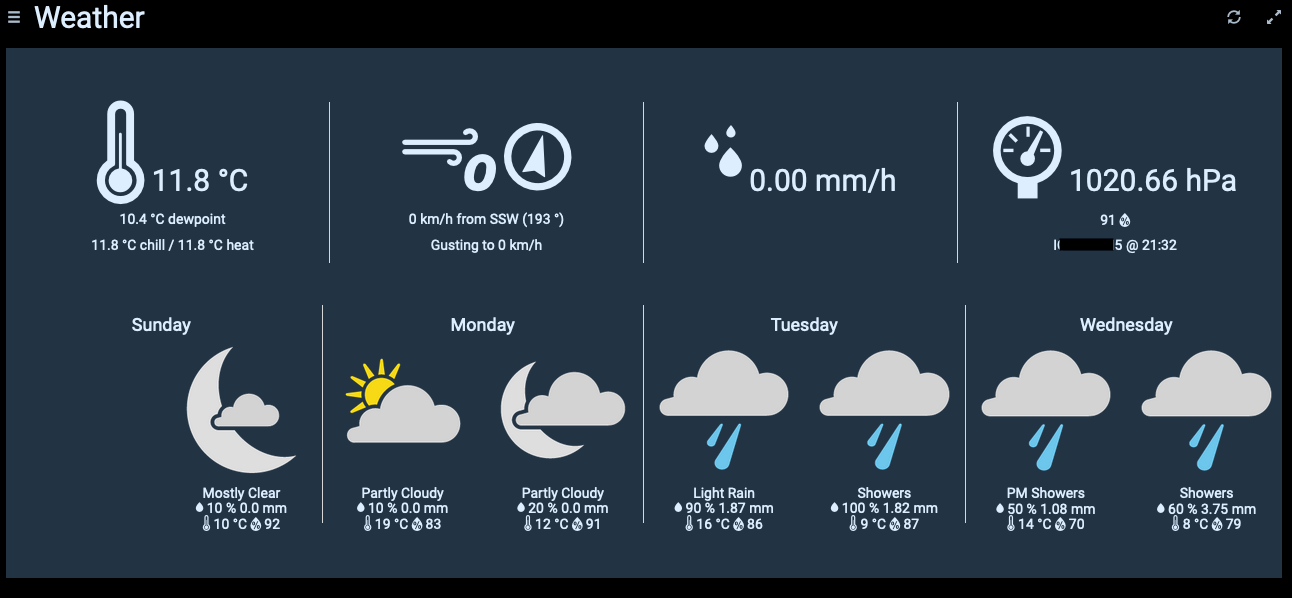 Weather
11.8 °C
10.4 °C dewpoint
11.8 °C chill / 11.8 °C heat
0
0 km/h from SSW (193 °)
Gusting to 0 km/h
0.00 mm/h
1020.66 hPa
91 %
5 @ 21:32
Sunday
Mostly Clear
10 % 0.0 mm
10 °C % 92
Monday
Partly Cloudy
10 % 0.0 mm
19 °C % 83
Partly Cloudy
20 % 0.0 mm
12 °C % 91
Tuesday
Light Rain
90 % 1.87 mm
16 °C % 86
Showers
100 % 1.82 mm
9 °C % 87
Wednesday
PM Showers
50 % 1.08 mm
14 °C % 70
Showers
60 % 3.75 mm
8 °C % 79